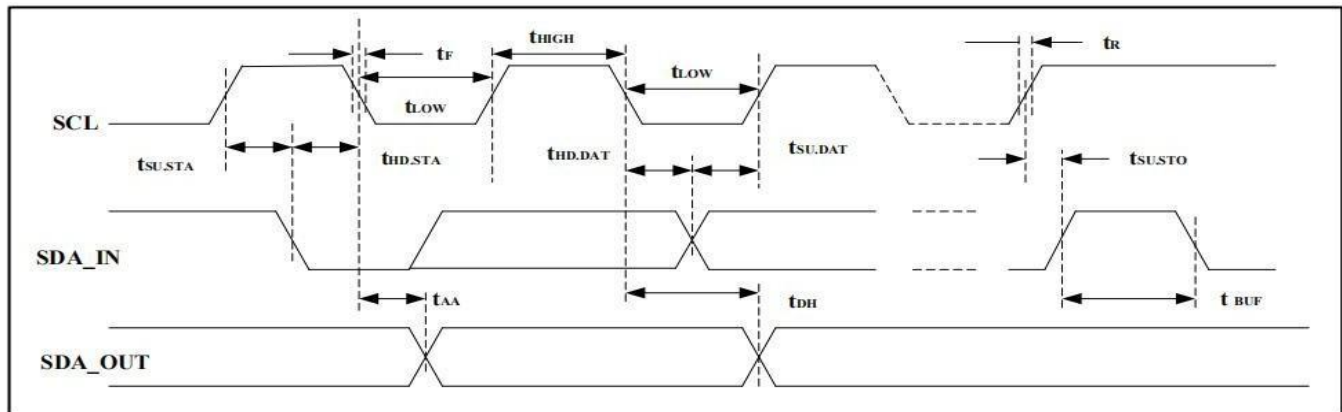 tF
tHIGH
tR
tLOW
tLOW
SCL
tSU.STA
tHD.STA
tHD.DAT
tSU.DAT
tSU.STO
SDA_IN
tAA
tDH
t BUF
SDA_OUT